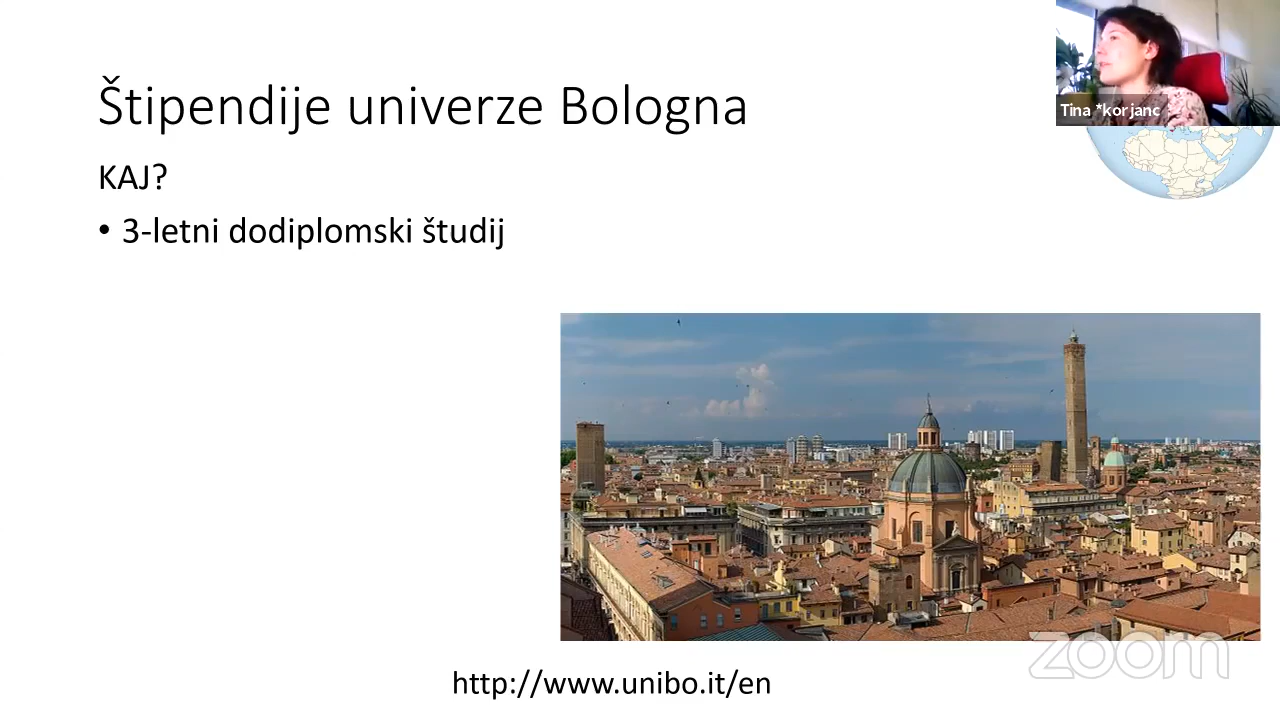 Štipendije univerze Bologna
Tina *korjanc
KAJ?
• 3-letni dodiplomski študij
zoom
http://www.unibo.it/en